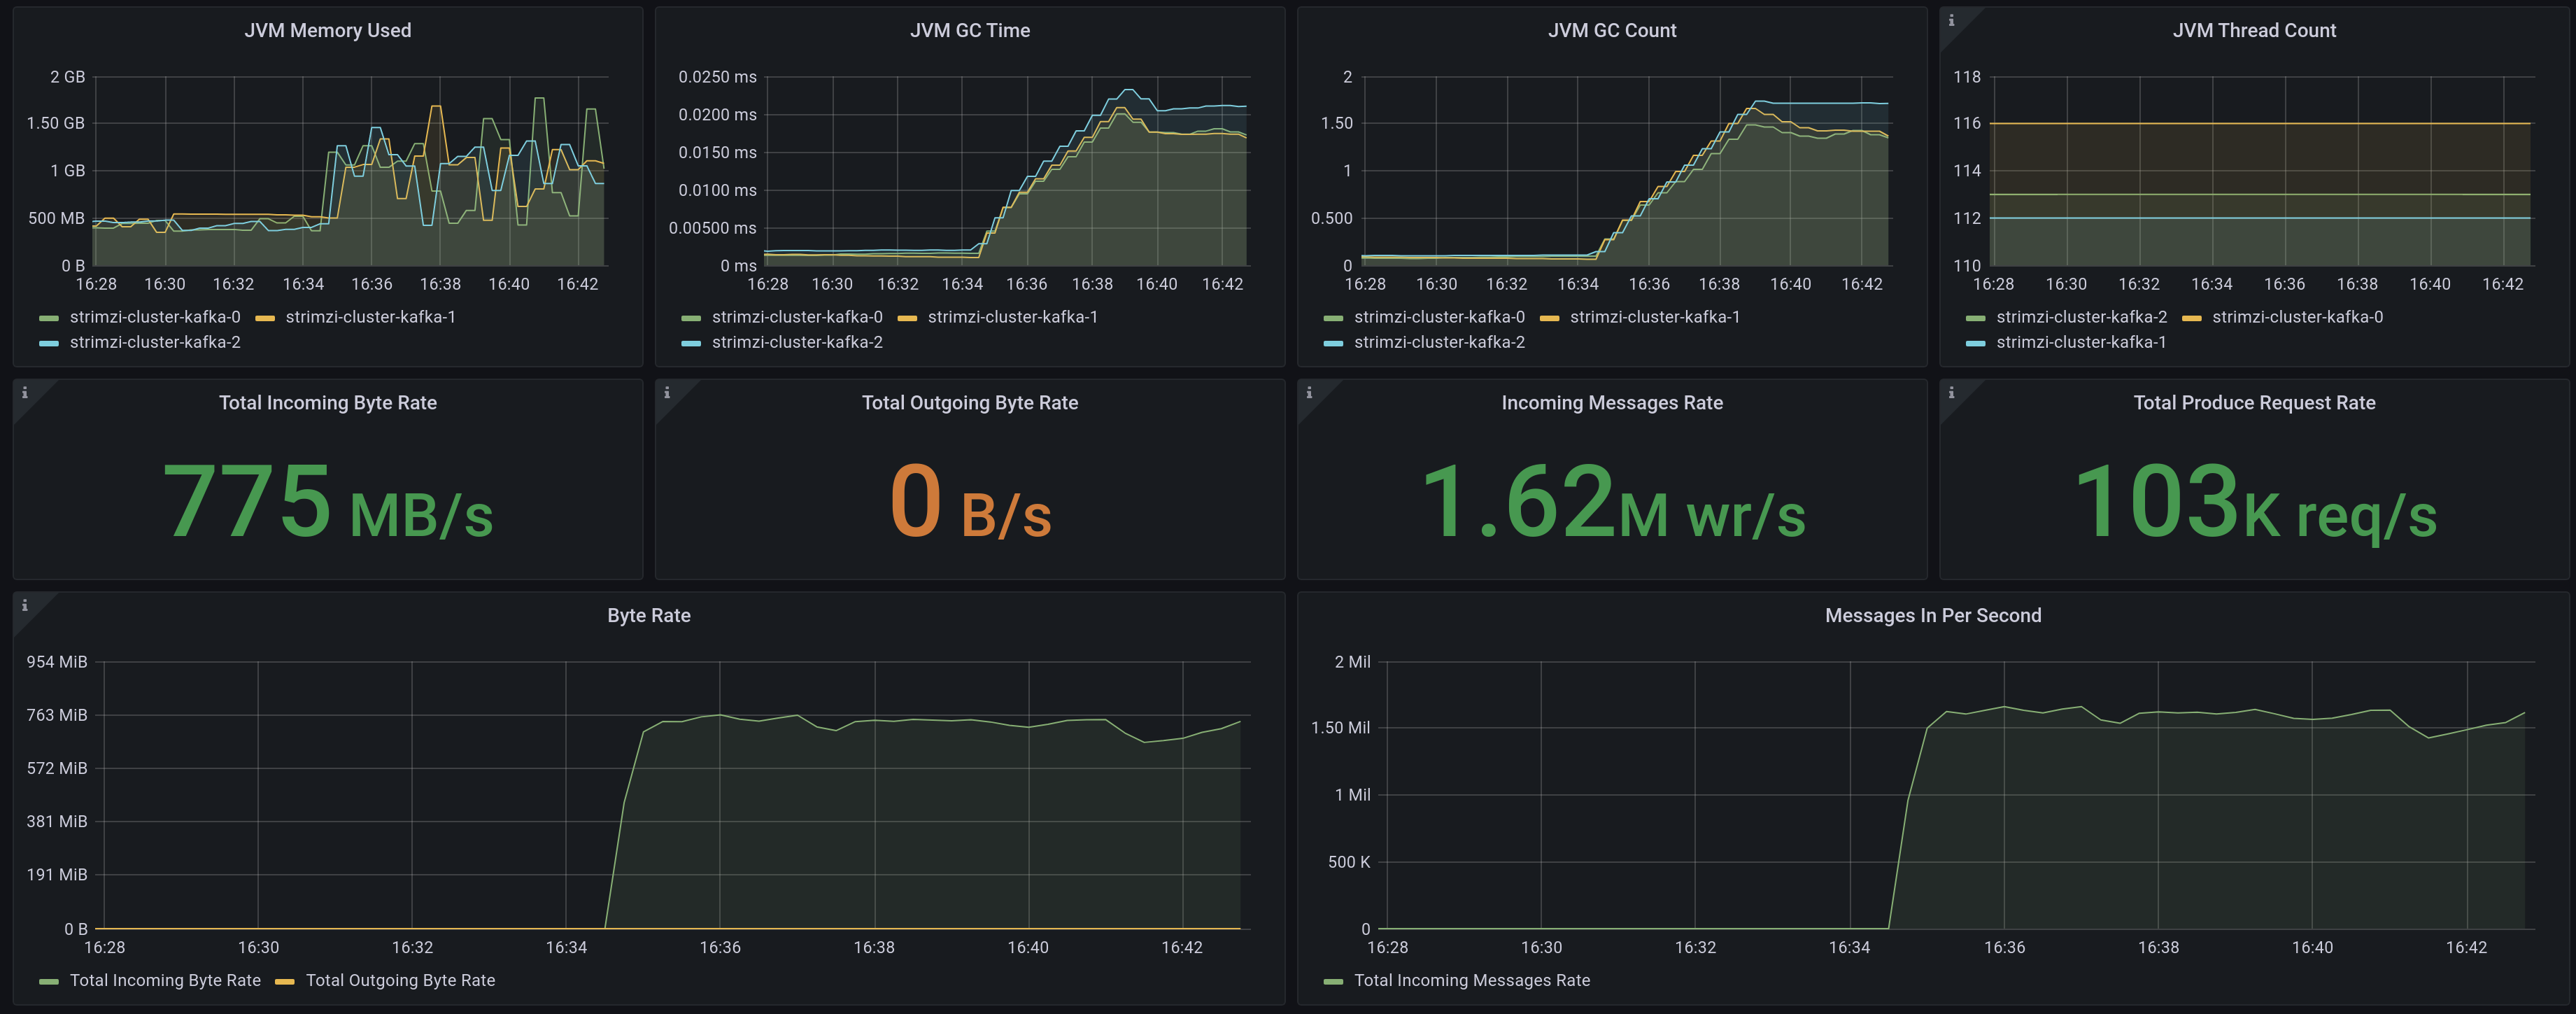 JVM Memory Used
2 GB
1.50 GB
1 GB
500 MB
0 B
16:28 16:30 16:32 16:34 16:36 16:38 16:40 16:42
strimzi-cluster-kafka-0 strimzi-cluster-kafka-1
strimzi-cluster-kafka-2
JVM GC Time
0.0250 ms
0.0200 ms
0.0150 ms
0.0100 ms
0.00500 ms
0 ms
16:28 16:30 16:32 16:34 16:36 16:38 16:40 16:42
strimzi-cluster-kafka-0 strimzi-cluster-kafka-1
strimzi-cluster-kafka-2
JVM GC Count
2
1.50
1
0.500
0
16:28 16:30 16:32 16:34 16:36 16:38 16:40 16:42
strimzi-cluster-kafka-0 strimzi-cluster-kafka-1
strimzi-cluster-kafka-2
i
JVM Thread Count
118
116
114
112
110
16:28 16:30 16:32 16:34 16:36 16:38 16:40 16:42
strimzi-cluster-kafka-2 strimzi-cluster-kafka-0
strimzi-cluster-kafka-1
i
Total Incoming Byte Rate
775 MB/s
i
Total Outgoing Byte Rate
0 B/s
i
Incoming Messages Rate
1.62M wr/s
i
Total Produce Request Rate
103K req/s
i
Byte Rate
954 MiB
763 MiB
572 MiB
381 MiB
191 MiB
0 B
16:28 16:30 16:32 16:34 16:36 16:38 16:40 16:42
Total Incoming Byte Rate Total Outgoing Byte Rate
Messages In Per Second
2 Mil
1.50 Mil
1 Mil
500 K
0
16:28 16:30 16:32 16:34 16:36 16:38 16:40 16:42
Total Incoming Messages Rate